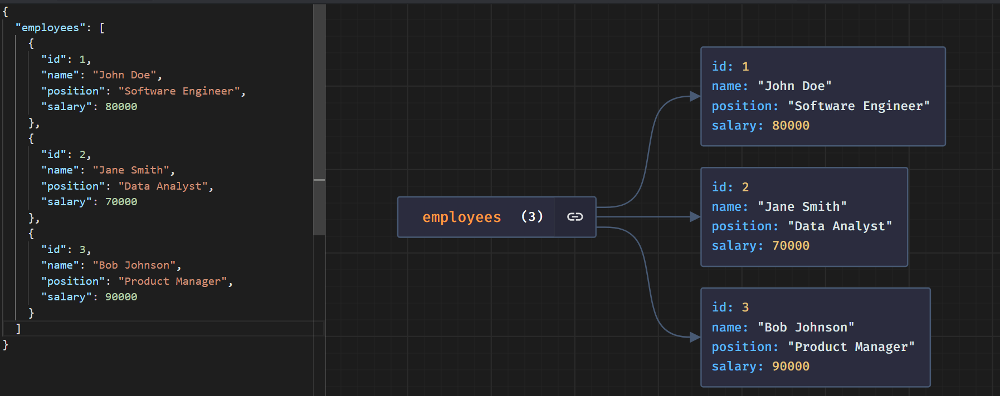 {
  "employees": [
    {
      "id": 1,
      "name": "John Doe",
      "position": "Software Engineer",
      "salary": 80000
    },
    {
      "id": 2,
      "name": "Jane Smith",
      "position": "Data Analyst",
      "salary": 70000
    },
    {
      "id": 3,
      "name": "Bob Johnson",
      "position": "Product Manager",
      "salary": 90000
    }
  ]
}
employees (3)
id: 1
name: "John Doe"
position: "Software Engineer"
salary: 80000
id: 2
name: "Jane Smith"
position: "Data Analyst"
salary: 70000
id: 3
name: "Bob Johnson"
position: "Product Manager"
salary: 90000